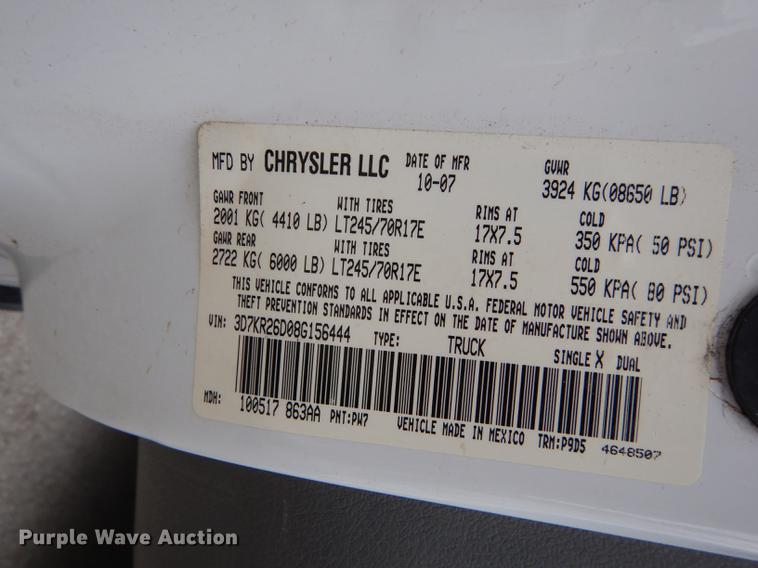 MFD BY CHRYSLER LLC DATE OF MFR 10-07 GVWR 3924 KG(08650 LB)
GAWR FRONT WITH TIRES RIMS AT COLD
2001 KG( 4410 LB) LT245/70R17E 17X7.5 350 KPA( 50 PSI)
GAWR REAR WITH TIRES RIMS AT COLD
2722 KG( 6000 LB) LT245/70R17E 17X7.5 550 KPA( 80 PSI)
THIS VEHICLE CONFORMS TO ALL APPLICABLE U.S.A. FEDERAL MOTOR VEHICLE SAFETY AND
THEFT PREVENTION STANDARDS IN EFFECT ON THE DATE OF MANUFACTURE SHOWN ABOVE.
VIN: 3D7KR26D08G156444 TYPE: TRUCK SINGLE X DUAL
MDH: 100517 863AA PNT:PW7 VEHICLE MADE IN MEXICO TRM:P9D5 4648507
Purple Wave Auction